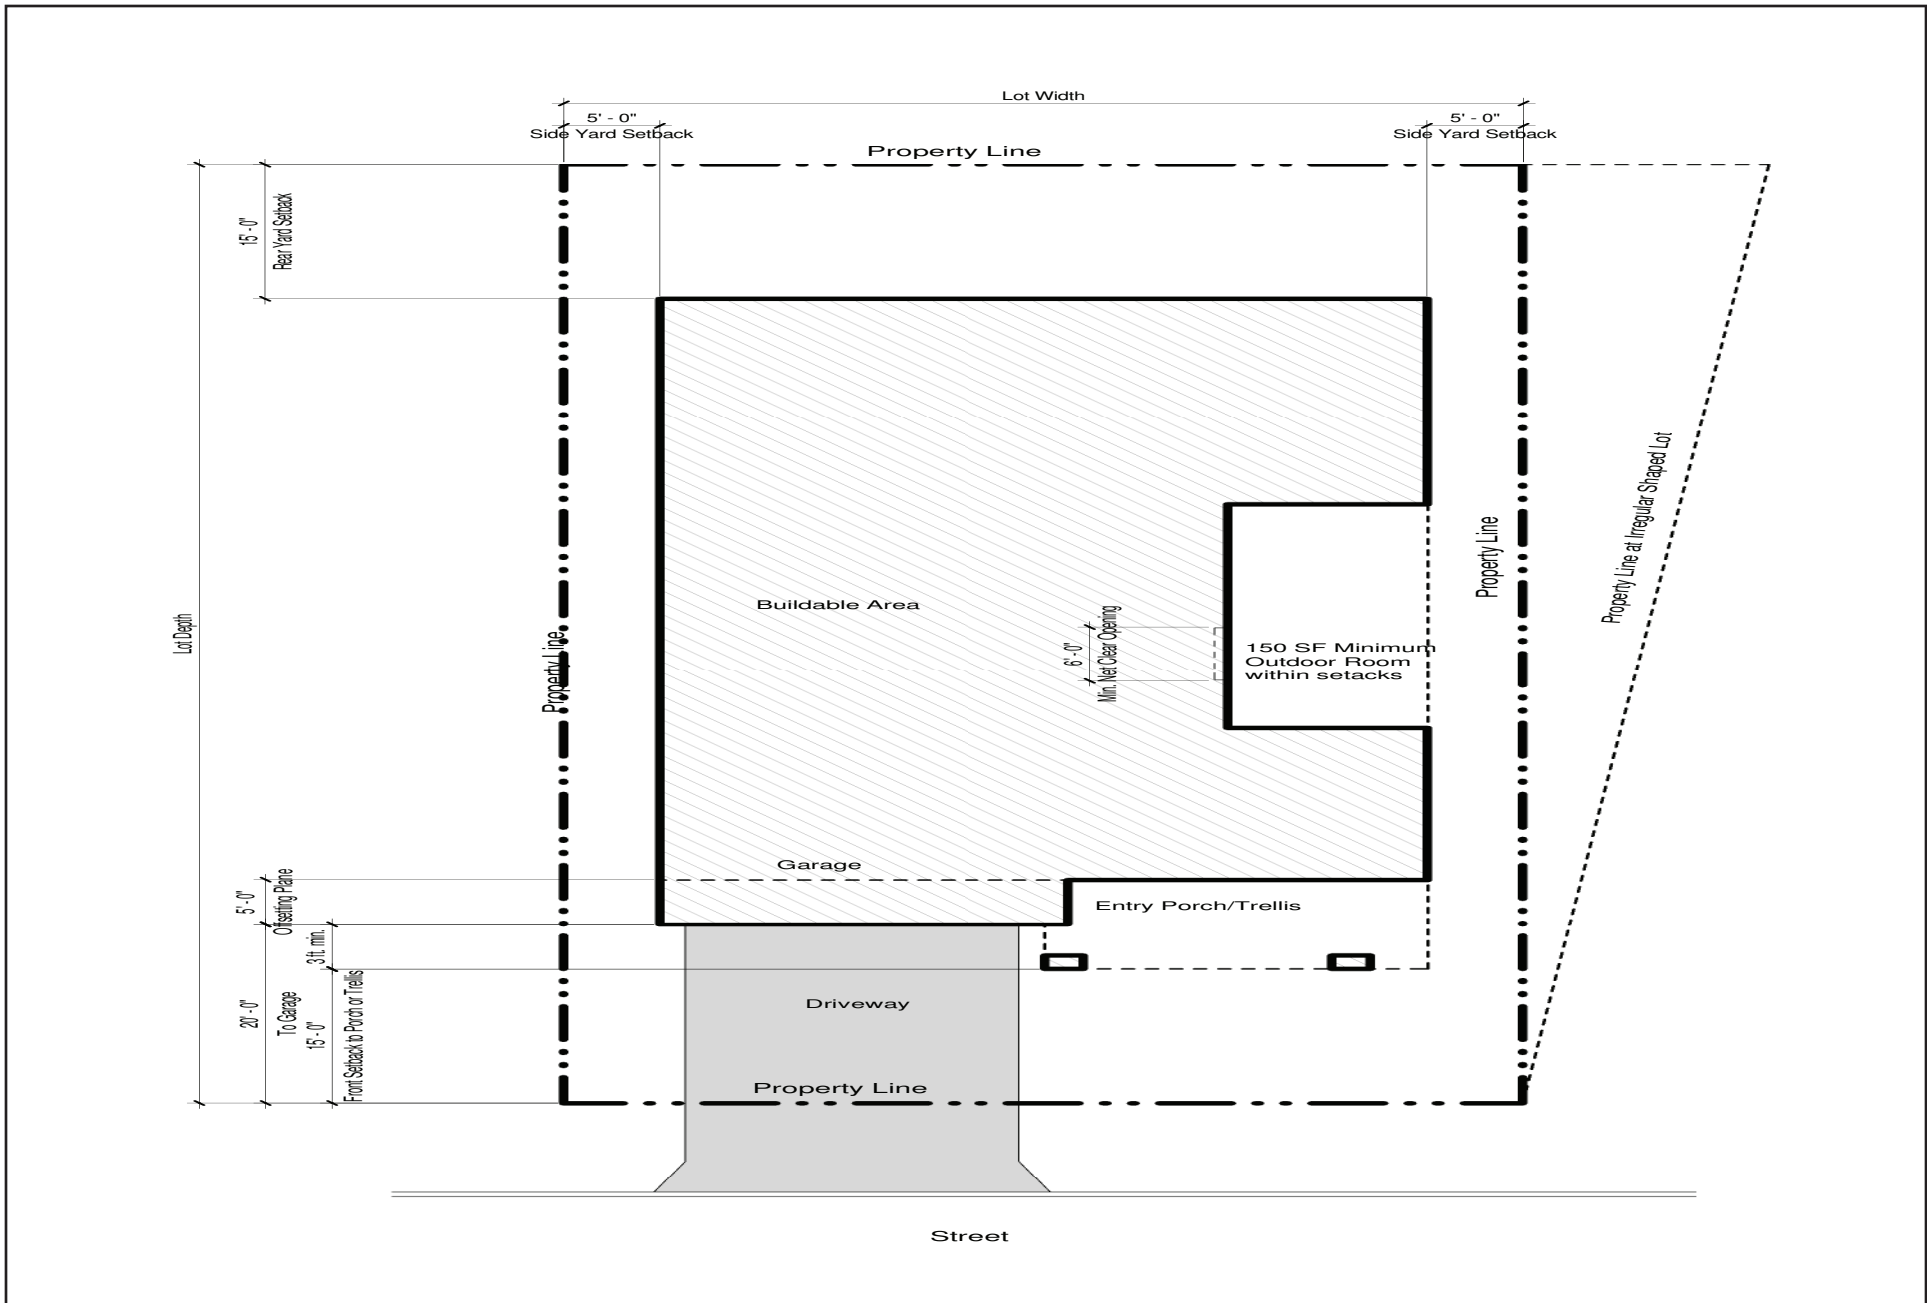 Lot Width
5' - 0"
Side Yard Setback
5' - 0"
Side Yard Setback
Property Line
15' - 0"
Rear Yard Setback
Lot Depth
Property Line
Buildable Area
6' - 0"
Min. Net Clear Opening
150 SF Minimum
Outdoor Room
within setacks
Property Line
Property Line at Irregular Shaped Lot
Garage
5' - 0"
Offsetting Plane
3 ft. min.
Entry Porch/Trellis
20' - 0"
To Garage
15' - 0"
Front Setback to Porch or Trellis
Driveway
Property Line
Street